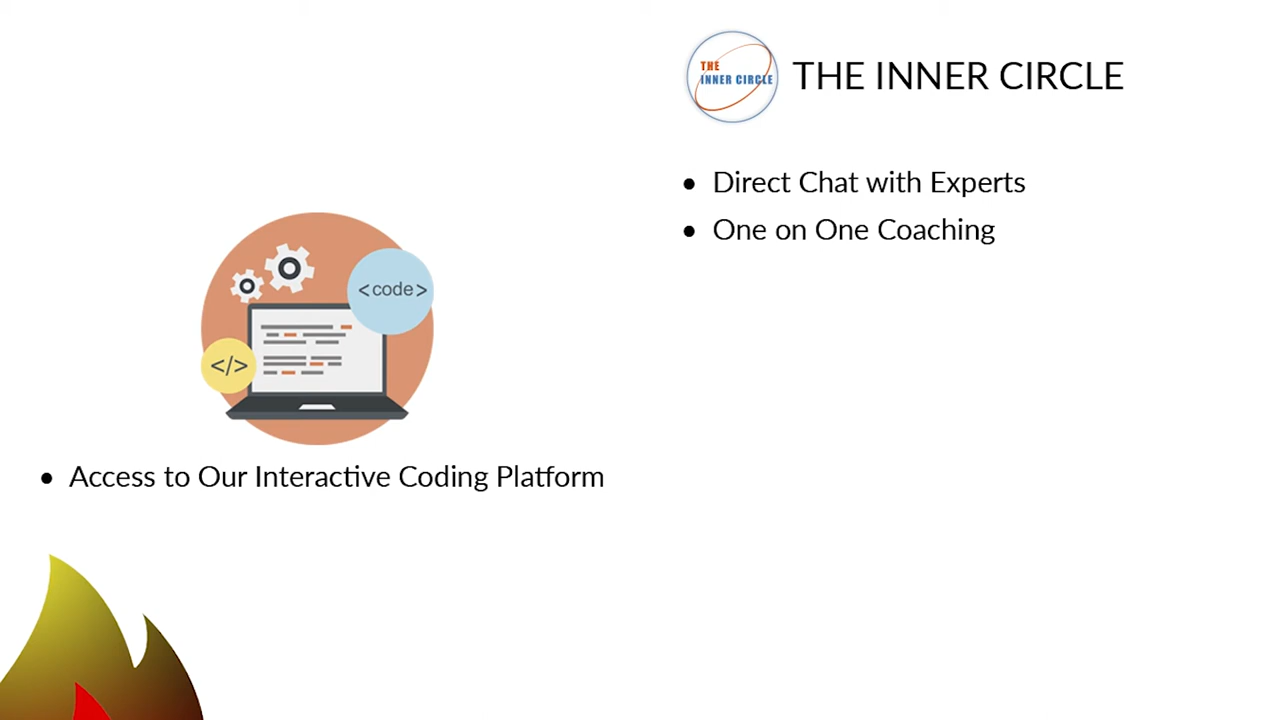 THE
INNER CIRCLE
THE INNER CIRCLE
• Direct Chat with Experts
• One on One Coaching
<code>
</>
• Access to Our Interactive Coding Platform